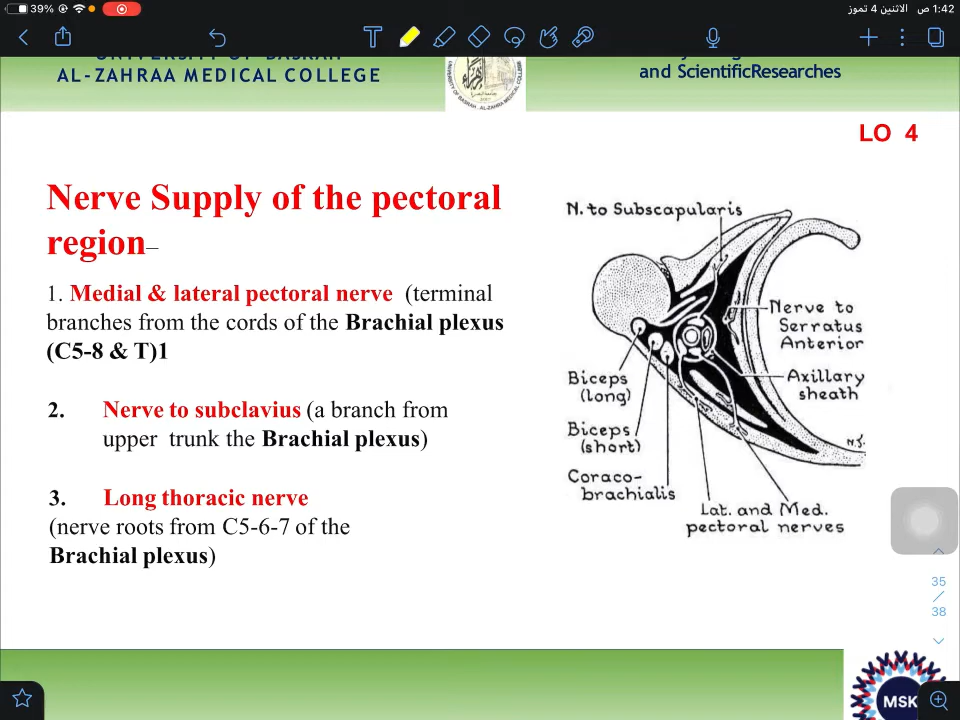 39%
1:42 ص الاثنين 4 تموز
AL-ZAHRAA MEDICAL COLLEGE
and ScientificResearches
LO 4
Nerve Supply of the pectoral
region–
1. Medial & lateral pectoral nerve (terminal
branches from the cords of the Brachial plexus
(C5-8 & T)1
2. Nerve to subclavius (a branch from
upper trunk the Brachial plexus)
3. Long thoracic nerve
(nerve roots from C5-6-7 of the
Brachial plexus)
N. to Subscapularis
Nerve to
Serratus
Anterior
Axillary
sheath
Biceps
(long)
Biceps
(short)
Coraco-
brachialis
Lat. and Med.
pectoral nerves
35
/
38
MSK